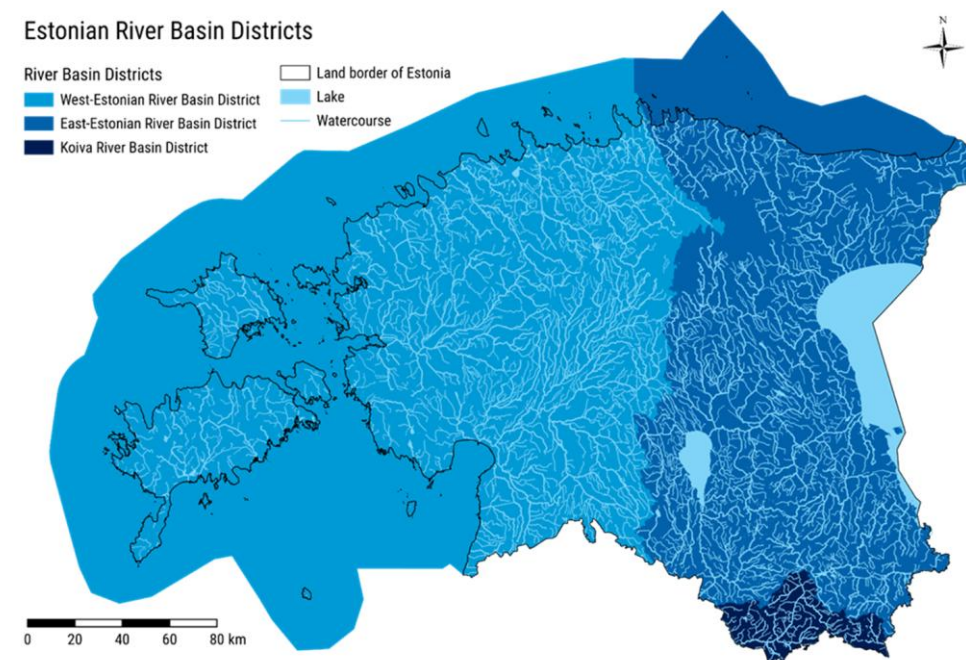 Estonian River Basin Districts
River Basin Districts
West-Estonian River Basin District
East-Estonian River Basin District
Koiva River Basin District
Land border of Estonia
Lake
Watercourse
N
0 20 40 60 80 km